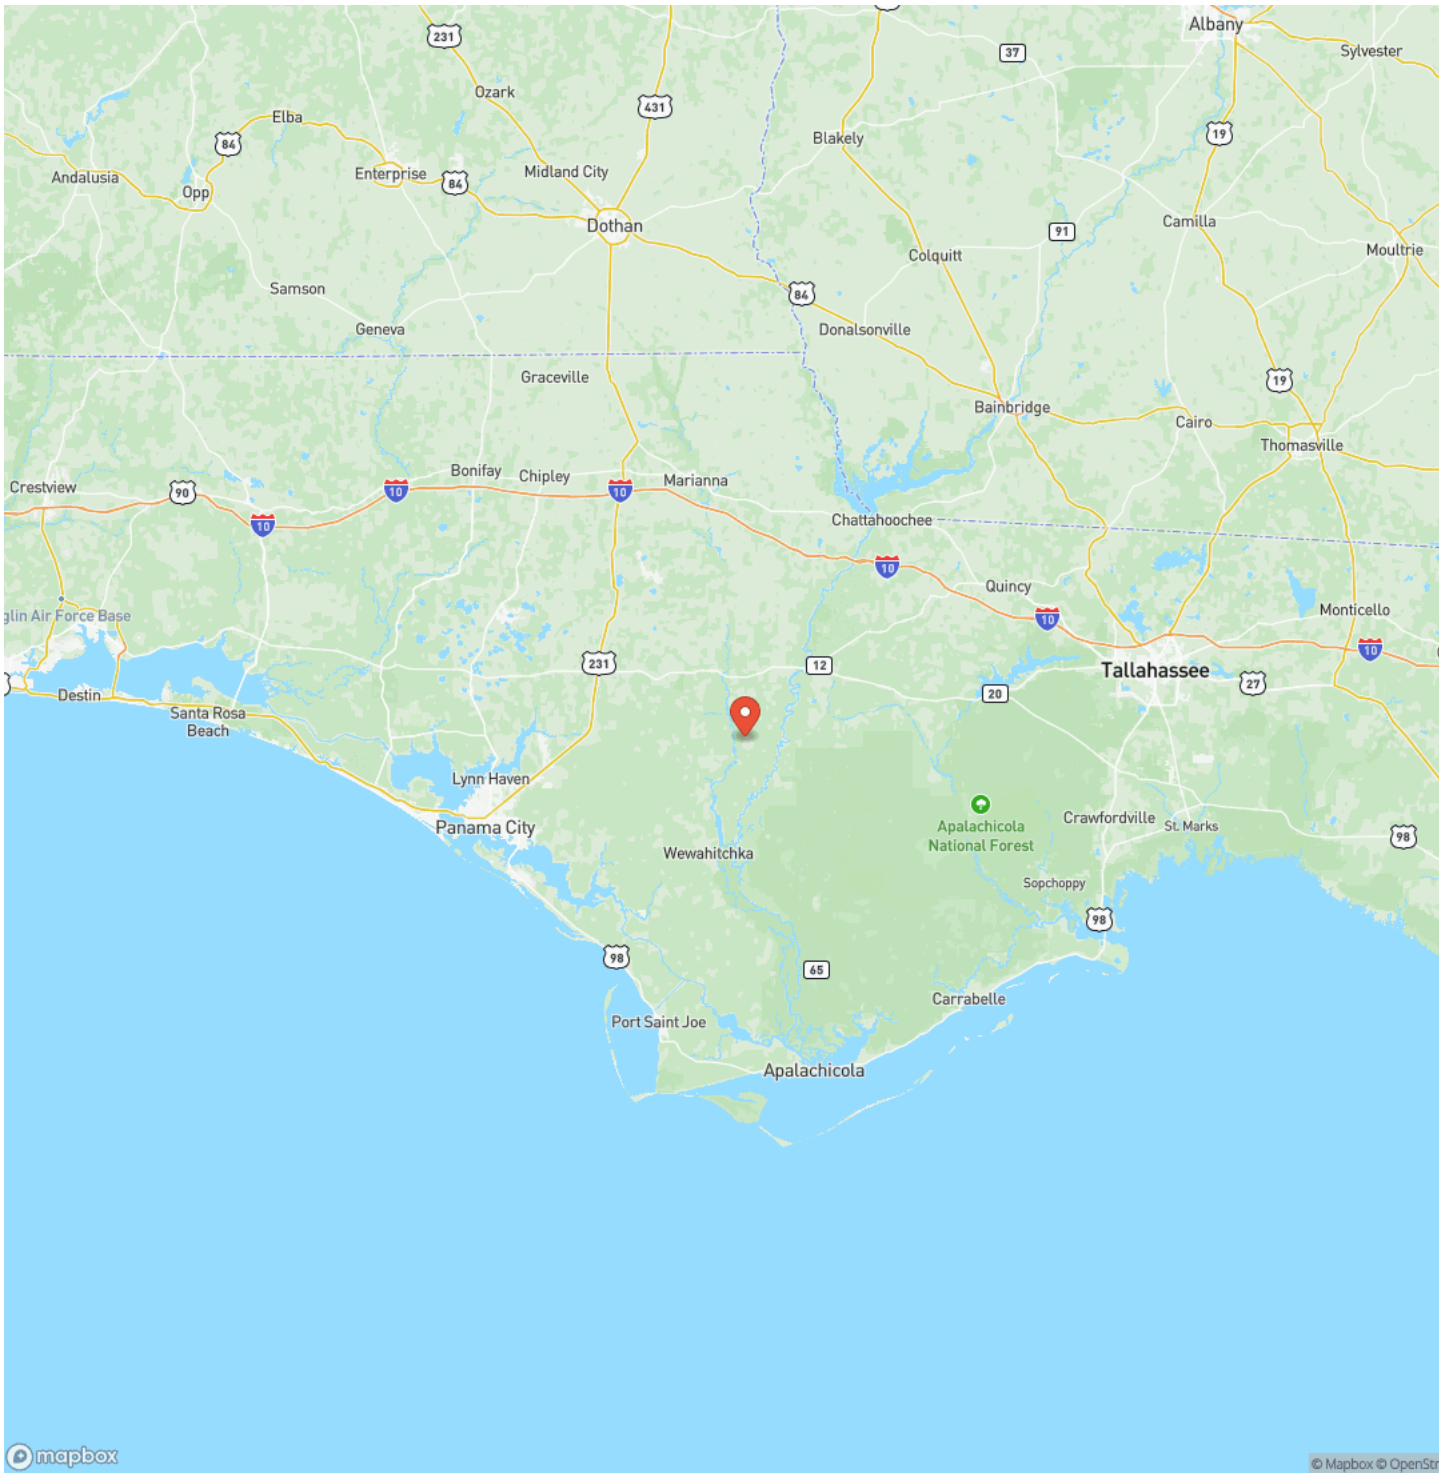 Albany
231
37
Sylvester
Ozark
431
Elba
19
84
Blakely
Midland City
Enterprise
Andalusia
84
Opp
Camilla
Dothan
91
Moultrie
Colquitt
Samson
84
Geneva
Donalsonville
Graceville
19
Bainbridge
Cairo
Thomasville
Bonifay
Chipley
Marianna
Crestview
90
10
10
10
Chattahoochee
10
Quincy
glin Air Force Base
Monticello
10
10
231
12
Tallahassee
27
20
Destin
Santa Rosa
Beach
Lynn Haven
Panama City
Apalachicola
National Forest
Crawfordville
St. Marks
98
Wewahitchka
Sopchoppy
98
98
65
Carrabelle
Port Saint Joe
Apalachicola
mapbox
© Mapbox © OpenStr